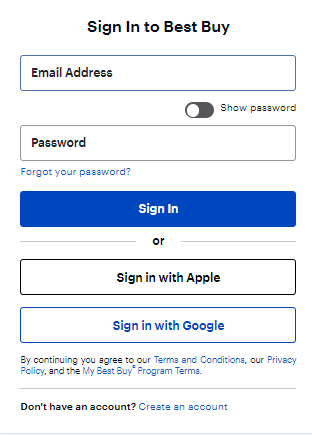 Sign In to Best Buy
Email Address
Show password
Password
Forgot your password?
Sign In
or
Sign in with Apple
Sign in with Google
By continuing you agree to our Terms and Conditions, our Privacy
Policy, and the My Best Buy® Program Terms.
Don't have an account? Create an account